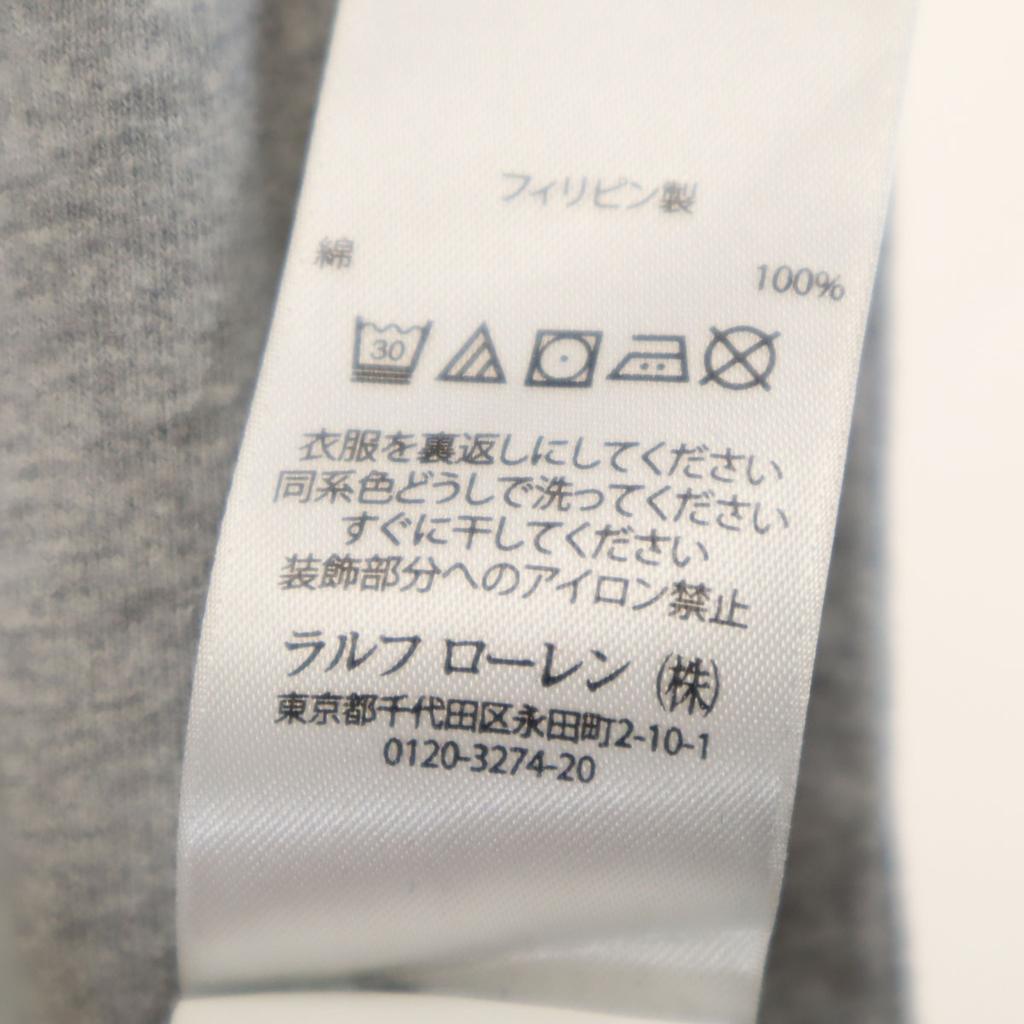 フィリピン製
綿 100%
30
衣服を裏返しにしてください
同系色どうしで洗ってください
すぐに干してください
装飾部分へのアイロン禁止
ラルフ ローレン (株)
東京都千代田区永田町2-10-1
0120-3274-20